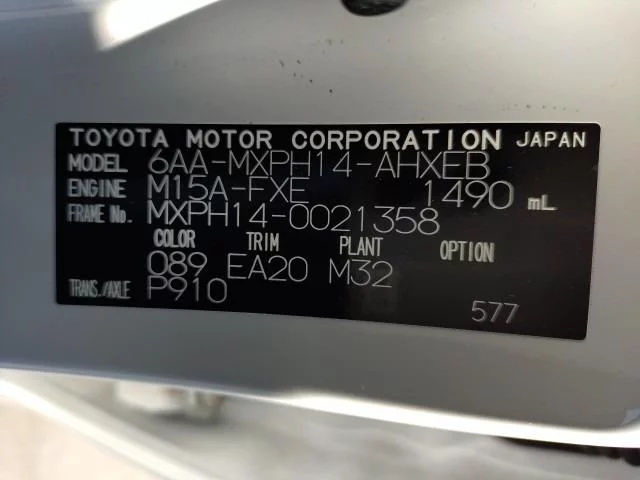 TOYOTA MOTOR CORPORATION JAPAN
MODEL 6AA-MXPH14-AHXEB
ENGINE M15A-FXE 1490 mL
FRAME No. MXPH14-0021358
COLOR TRIM PLANT OPTION
089 EA20 M32
TRANS./AXLE P910
577